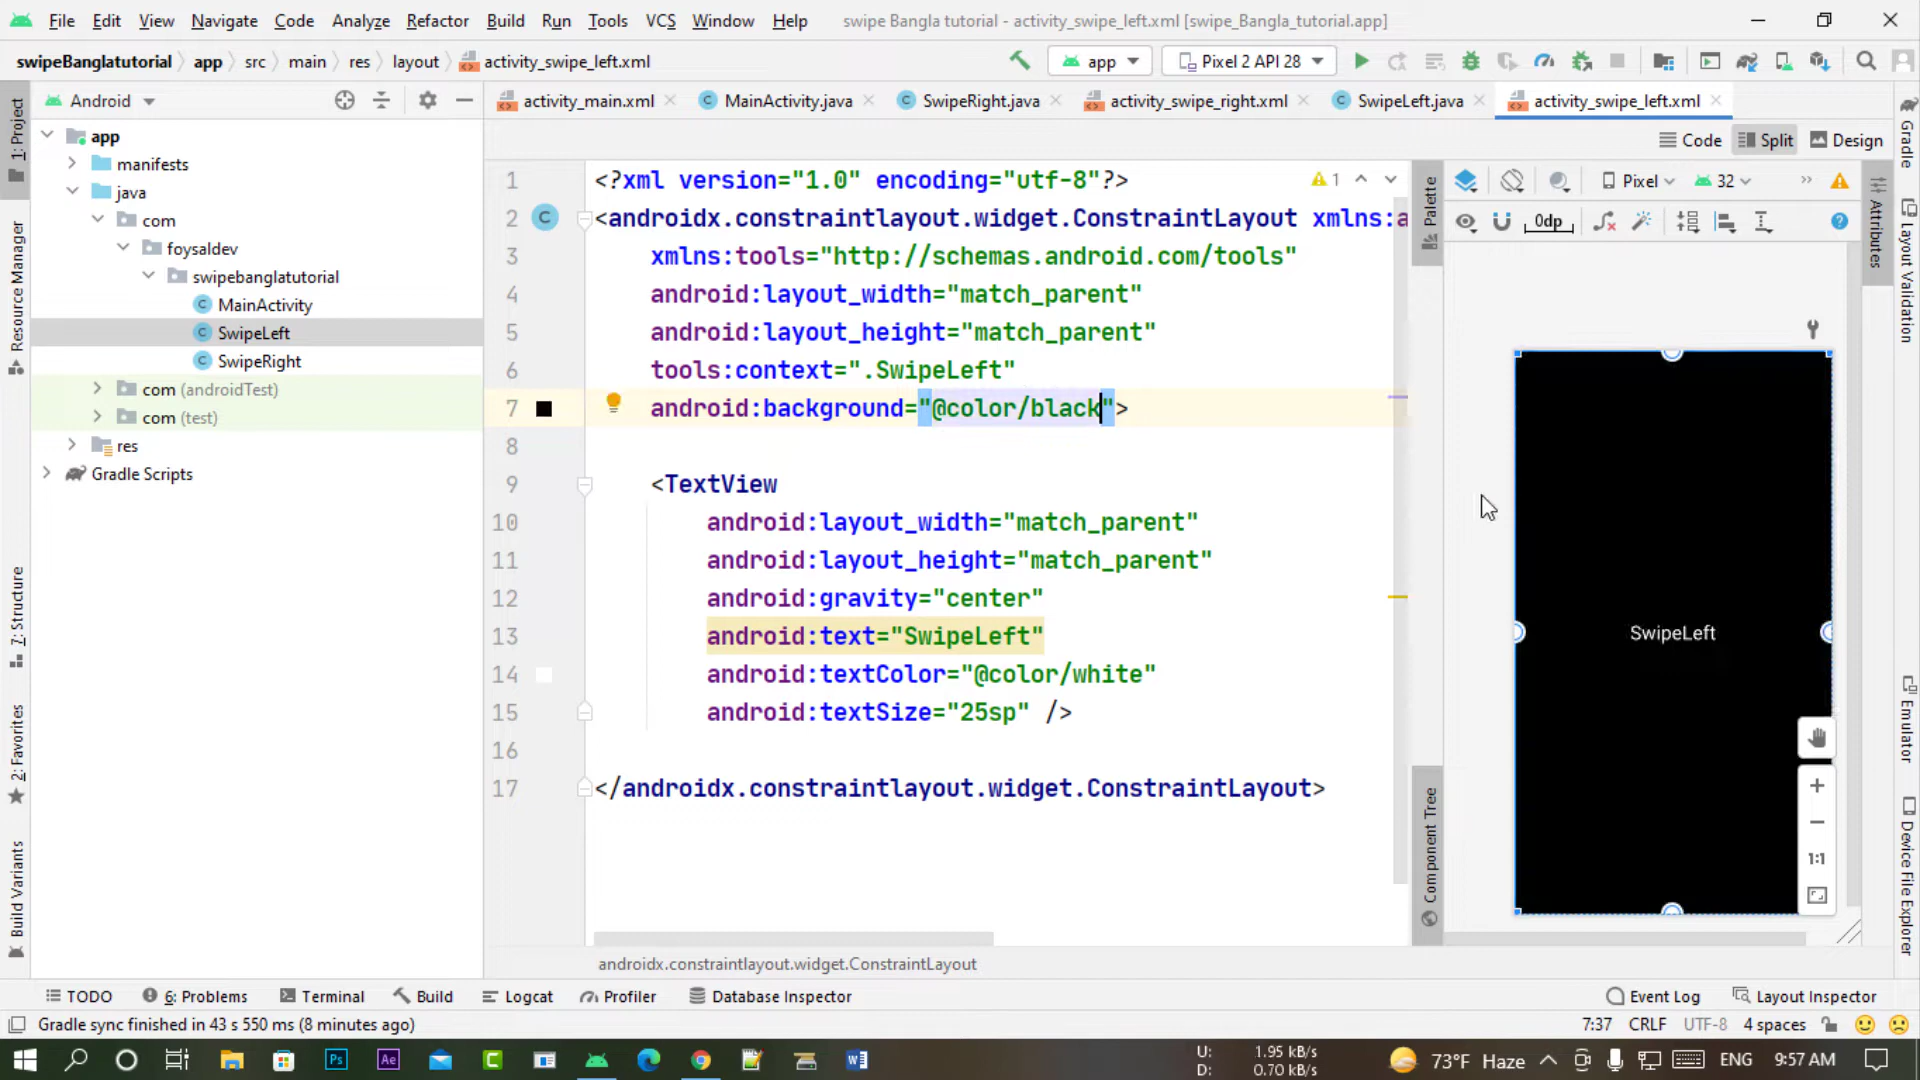 File Edit View Navigate Code Analyze Refactor Build Run Tools VCS Window Help swipe Bangla tutorial - activity_swipe_left.xml [swipe_Bangla_tutorial.app]
swipeBanglatutorial app src main res layout activity_swipe_left.xml app Pixel 2 API 28
Android activity_main.xml MainActivity.java SwipeRight.java activity_swipe_right.xml SwipeLeft.java activity_swipe_left.xml
Code Split Design
1: Project
Resource Manager
7: Structure
2: Favorites
Build Variants
app
manifests
java
com
foysaldev
swipebanglatutorial
MainActivity
SwipeLeft
SwipeRight
com (androidTest)
com (test)
res
Gradle Scripts
1 <?xml version="1.0" encoding="utf-8"?>
2 <androidx.constraintlayout.widget.ConstraintLayout xmlns:a
3 xmlns:tools="http://schemas.android.com/tools"
4 android:layout_width="match_parent"
5 android:layout_height="match_parent"
6 tools:context=".SwipeLeft"
7 android:background="@color/black">
8
9 <TextView
10 android:layout_width="match_parent"
11 android:layout_height="match_parent"
12 android:gravity="center"
13 android:text="SwipeLeft"
14 android:textColor="@color/white"
15 android:textSize="25sp" />
16
17 </androidx.constraintlayout.widget.ConstraintLayout>
1
androidx.constraintlayout.widget.ConstraintLayout
Palette
Component Tree
Pixel 32
0dp
SwipeLeft
1:1
Attributes
Gradle
Layout Validation
Emulator
Device File Explorer
TODO 6: Problems Terminal Build Logcat Profiler Database Inspector Event Log Layout Inspector
Gradle sync finished in 43 s 550 ms (8 minutes ago) 7:37 CRLF UTF-8 4 spaces
Ps Ae C W
U: 1.95 kB/s
D: 0.70 kB/s
73°F Haze ENG 9:57 AM